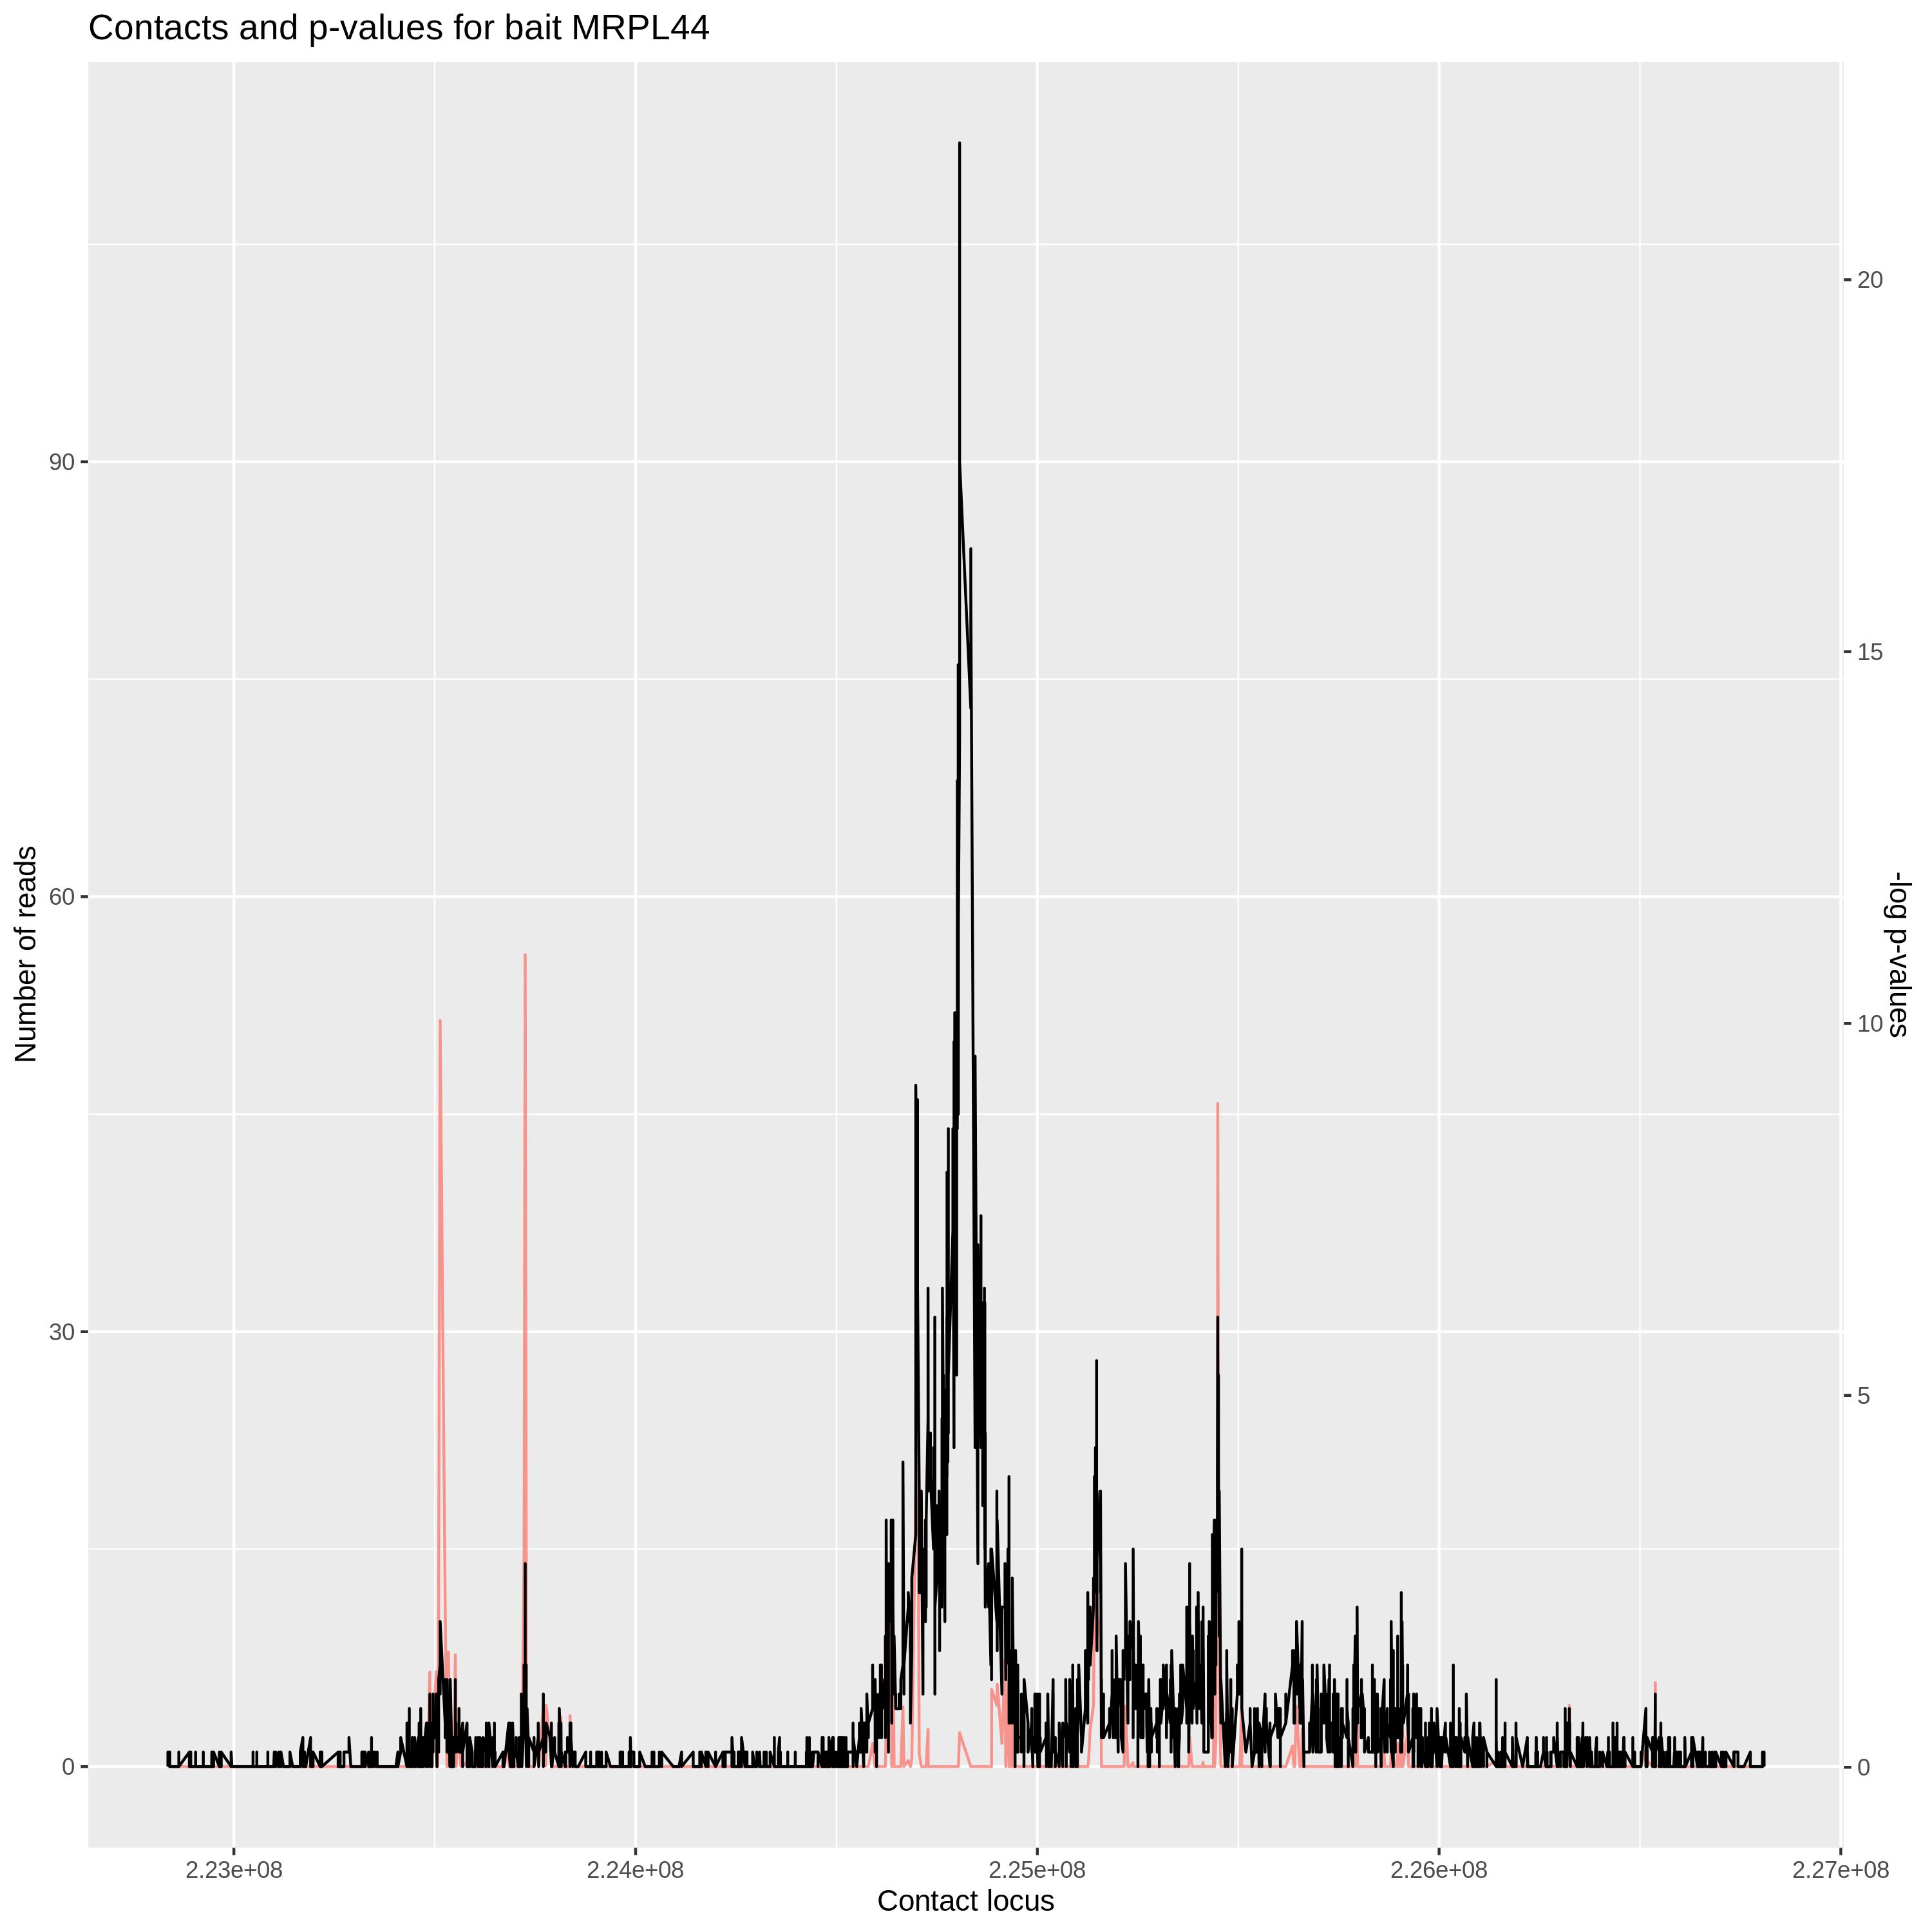 Contacts and p-values for bait MRPL44
Number of reads
90
60
30
0
20
15
10
5
0
-log p-values
2.23e+08
2.24e+08
2.25e+08
2.26e+08
2.27e+08
Contact locus